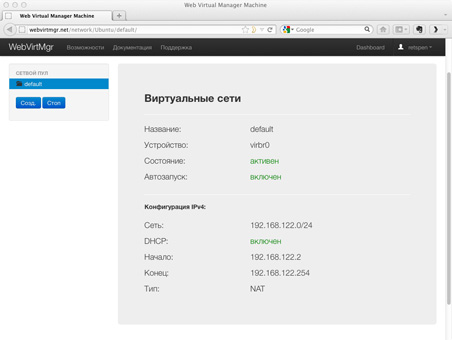 Web Virtual Manager Machine
Web Virtual Manager Machine
webvirtmgr.net/network/Ubuntu/default/
Google
WebVirtMgr Возможности Документация Поддержка Dashboard retspen
СЕТВОЙ ПУЛ
default
Созд. Стоп
Виртуальные сети
Название: default
Устройство: virbr0
Состояние: активен
Автозапуск: включен
Конфигурация IPv4:
Сеть: 192.168.122.0/24
DHCP: включен
Начало: 192.168.122.2
Конец: 192.168.122.254
Тип: NAT